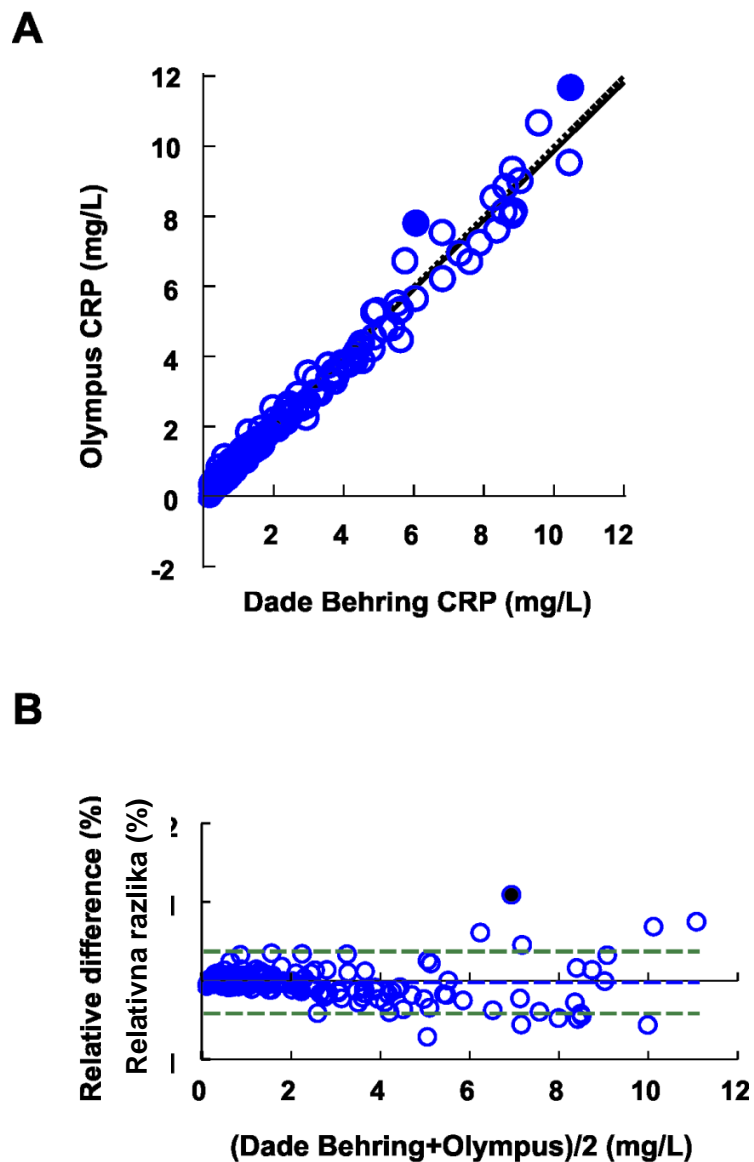 A
12
10
8
6
4
2
0
-2
2 4 6 8 10 12
Olympus CRP (mg/L)
Dade Behring CRP (mg/L)
B
Relative difference (%)
Relativna razlika (%)
0 2 4 6 8 10 12
(Dade Behring+Olympus)/2 (mg/L)